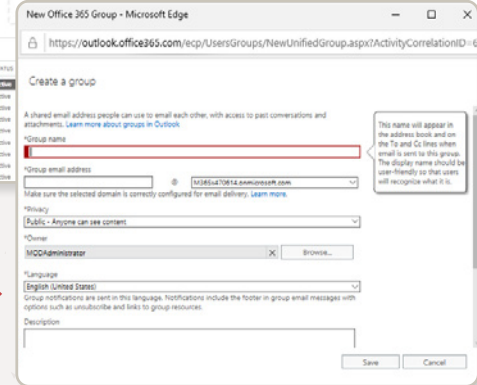 New Office 365 Group - Microsoft Edge
https://outlook.office365.com/ecp/UsersGroups/NewUnifiedGroup.aspx?ActivityCorrelationID=6
Create a group
A shared email address people can use to email each other, with access to past conversations and
attachments. Learn more about groups in Outlook
*Group name
This name will appear
in the address book and on
the To and Cc lines when
email is sent to this group.
The display name should be
user-friendly so that users
will recognize what it is.
*Group email address
@ M365x470614.onmicrosoft.com
Make sure the selected domain is correctly configured for email delivery. Learn more.
*Privacy
Public - Anyone can see content
*Owner
MODAdministrator X Browse...
*Language
English (United States)
Group notifications are sent in this language. Notifications include the footer in group email messages with
options such as unsubscribe and links to group resources.
Description
Save Cancel